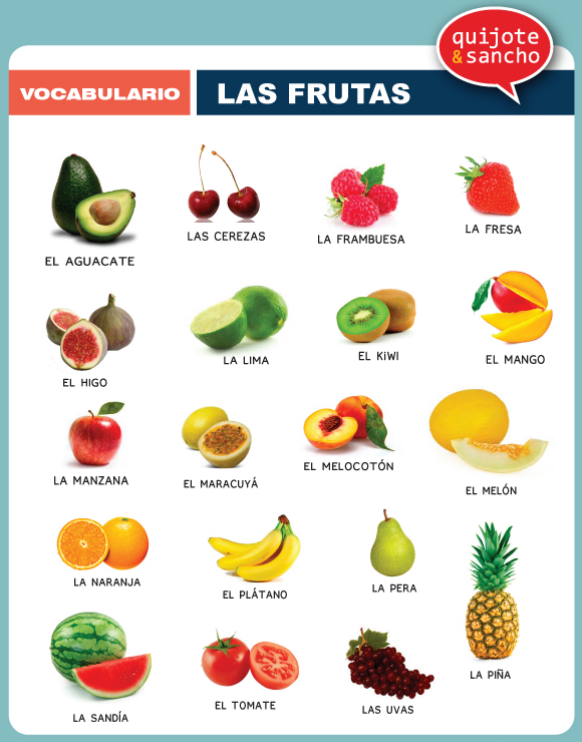 quijote
&sancho
VOCABULARIO
LAS FRUTAS
EL AGUACATE
LAS CEREZAS
LA FRAMBUESA
LA FRESA
EL HIGO
LA LIMA
EL KiWI
EL MANGO
LA MANZANA
EL MARACUYÁ
EL MELOCOTÓN
EL MELÓN
LA NARANJA
EL PLÁTANO
LA PERA
LA PIÑA
LA SANDÍA
EL TOMATE
LAS UVAS